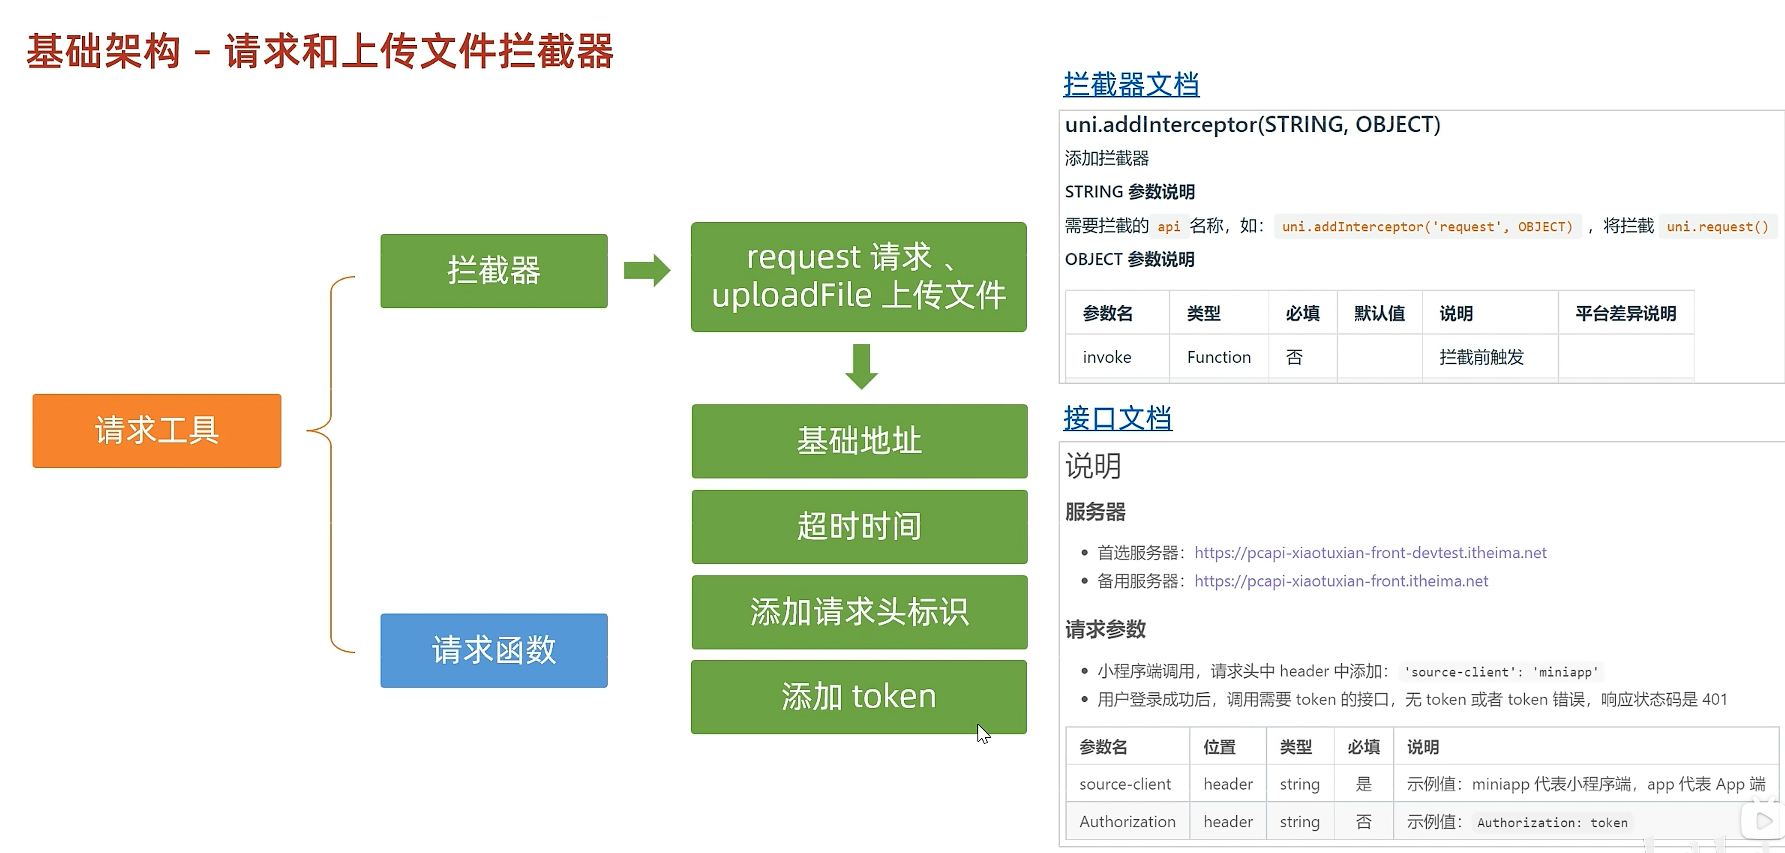 基础架构 – 请求和上传文件拦截器
请求工具
拦截器
请求函数
request 请求 、
uploadFile 上传文件
基础地址
超时时间
添加请求头标识
添加 token
拦截器文档
uni.addInterceptor(STRING, OBJECT)
添加拦截器
STRING 参数说明
需要拦截的 api 名称，如： uni.addInterceptor('request', OBJECT) ，将拦截 uni.request()
OBJECT 参数说明
参数名 类型 必填 默认值 说明 平台差异说明
invoke Function 否 拦截前触发
接口文档
说明
服务器
• 首选服务器：https://pcapi-xiaotuxian-front-devtest.itheima.net
• 备用服务器：https://pcapi-xiaotuxian-front.itheima.net
请求参数
• 小程序端调用，请求头中 header 中添加： 'source-client': 'miniapp'
• 用户登录成功后，调用需要 token 的接口，无 token 或者 token 错误，响应状态码是 401
参数名 位置 类型 必填 说明
source-client header string 是 示例值：miniapp 代表小程序端，app 代表 App 端
Authorization header string 否 示例值： Authorization: token